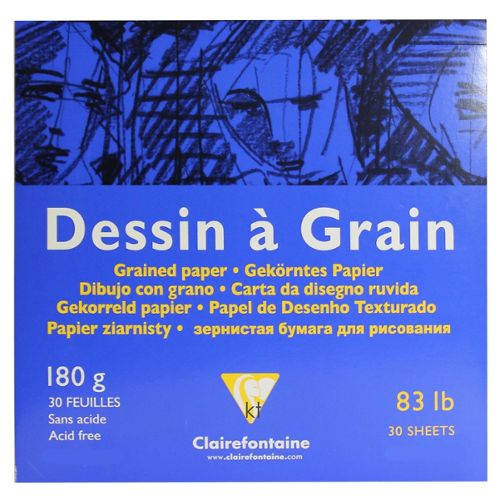 Dessin à Grain
Grained paper • Gekörntes Papier
Dibujo con grano • Carta da disegno ruvida
Gekorreld papier • Papel de Desenho Texturado
Papier ziarnisty • зернистая бумага для рисования
180 g
30 FEUILLES
Sans acide
Acid free
kt
83 lb
30 SHEETS
Clairefontaine
www.clairefontaine.com